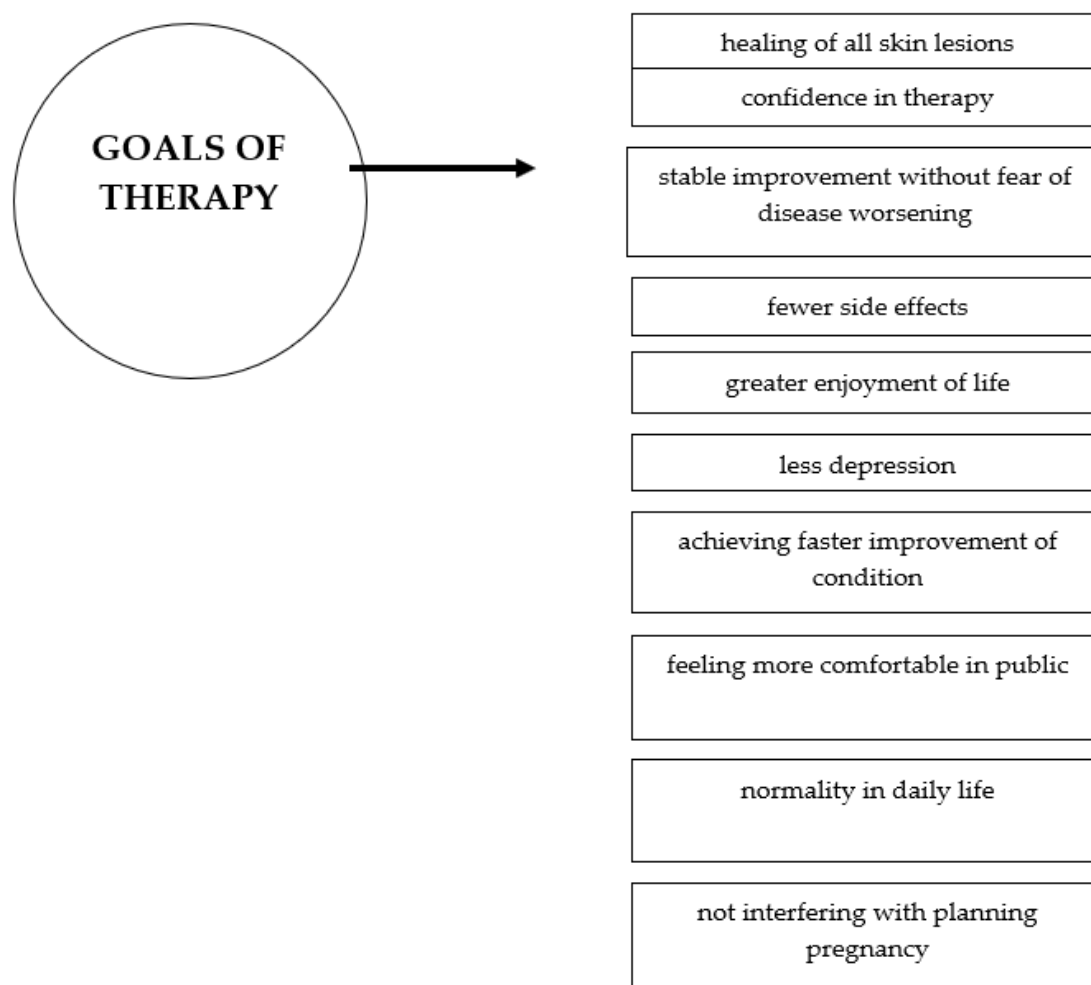 GOALS OF
THERAPY
healing of all skin lesions
confidence in therapy
stable improvement without fear of
disease worsening
fewer side effects
greater enjoyment of life
less depression
achieving faster improvement of
condition
feeling more comfortable in public
normality in daily life
not interfering with planning
pregnancy